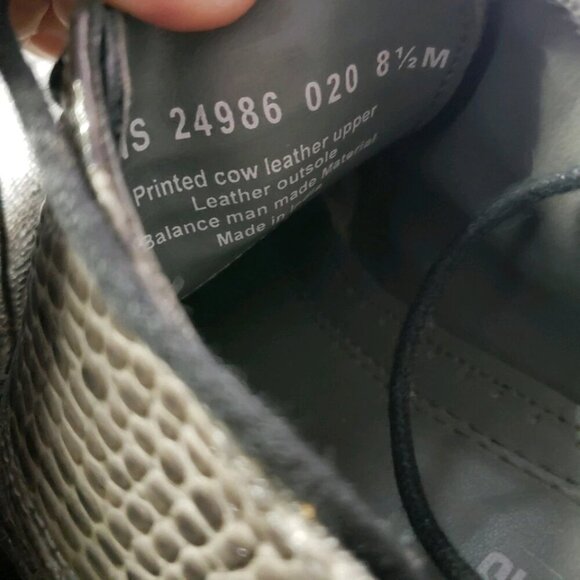 S 24986 020 8½M
Printed cow leather upper
Leather outsole
Balance man made Material
Made in